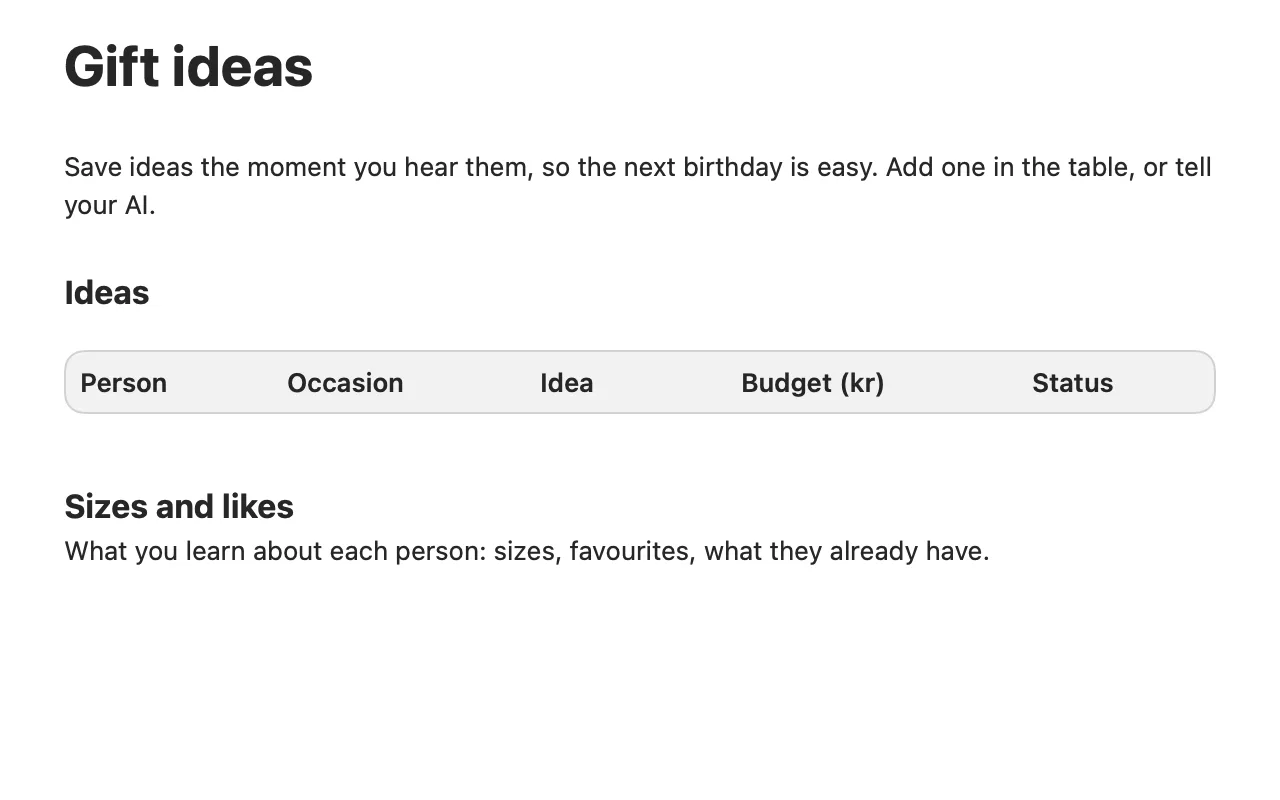 Gift ideas
Save ideas the moment you hear them, so the next birthday is easy. Add one in the table, or tell
your AI.
Ideas
Person Occasion Idea Budget (kr) Status
Sizes and likes
What you learn about each person: sizes, favourites, what they already have.